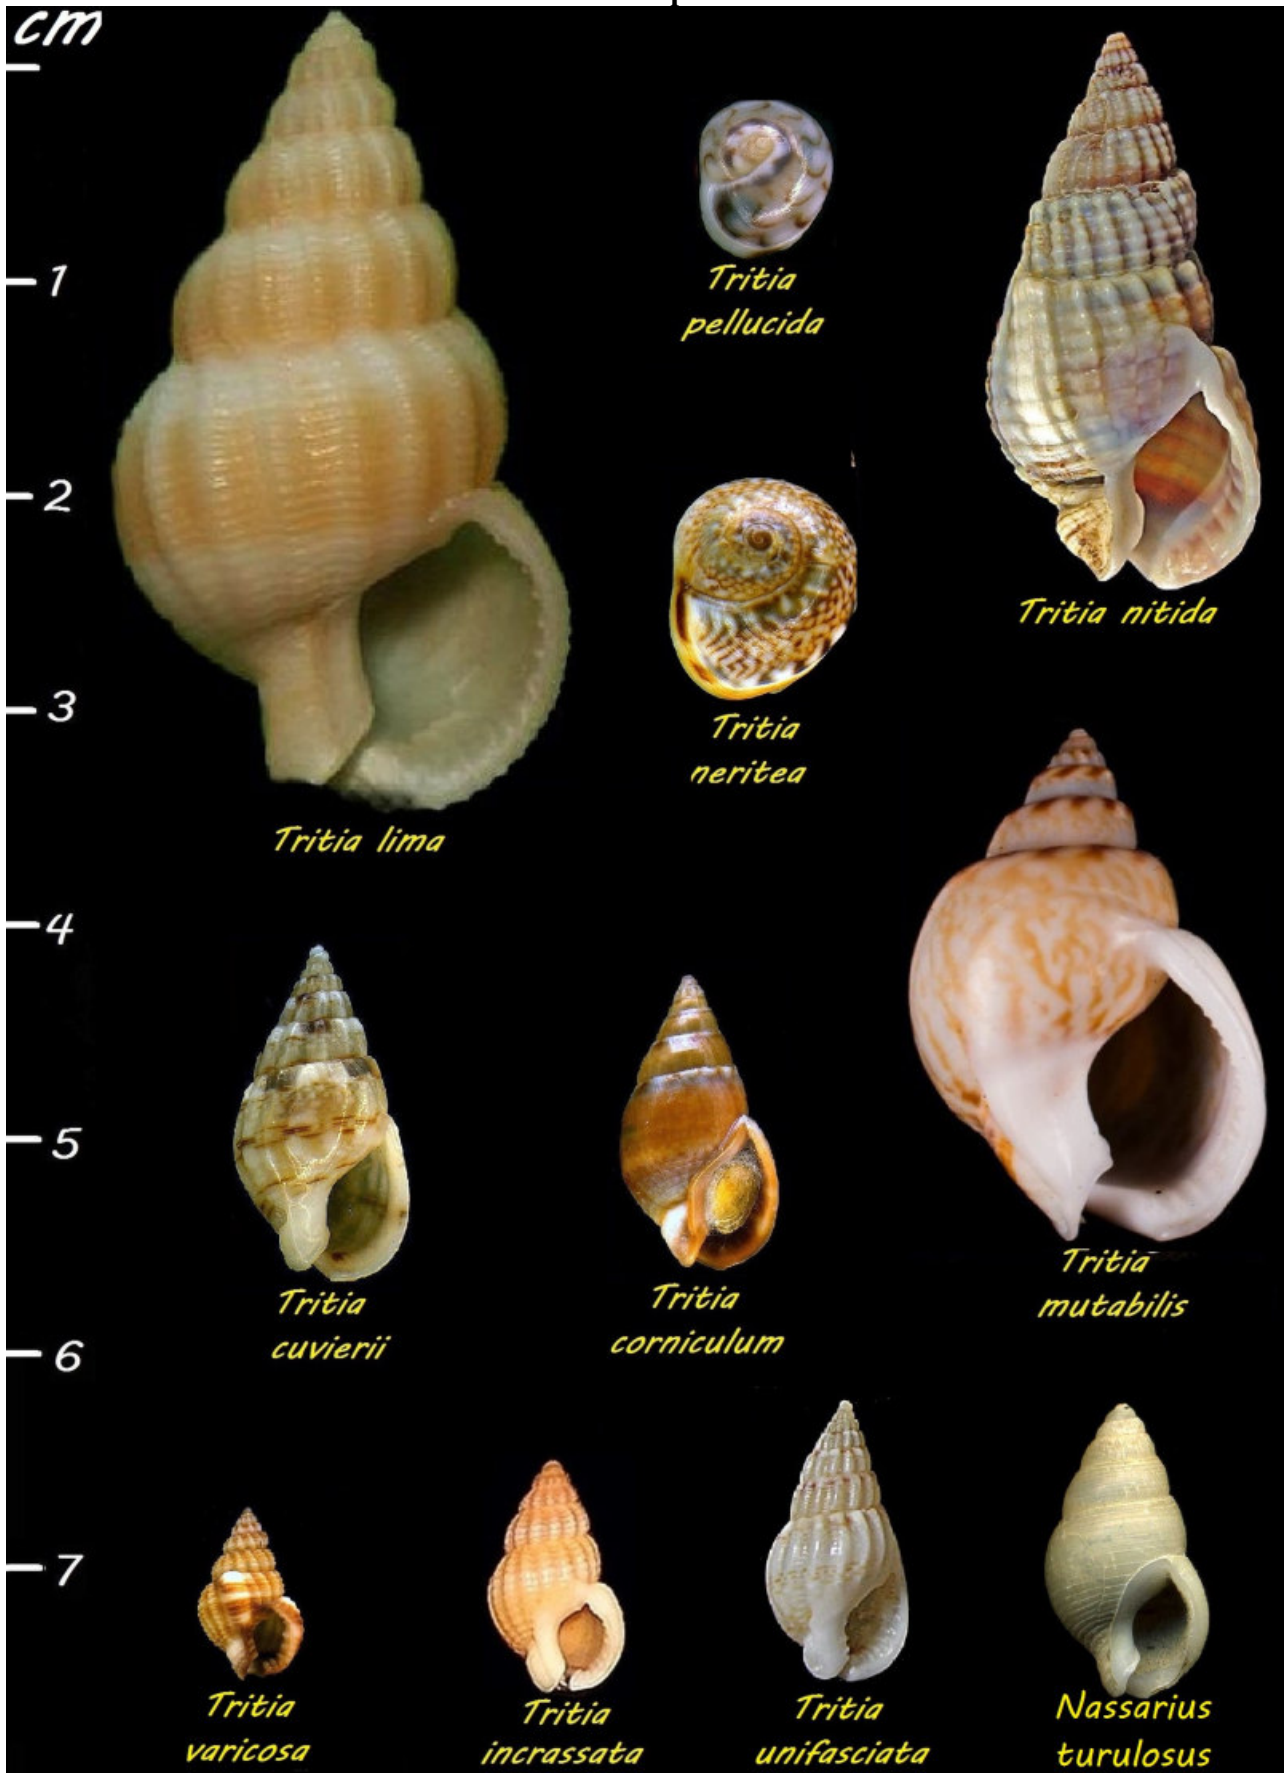 cm
1
2
3
4
5
6
7
Tritia
pellucida
Tritia nitida
Tritia
neritea
Tritia lima
Tritia
mutabilis
Tritia
cuvierii
Tritia
corniculum
Tritia
varicosa
Tritia
incrassata
Tritia
unifasciata
Nassarius
turulosus